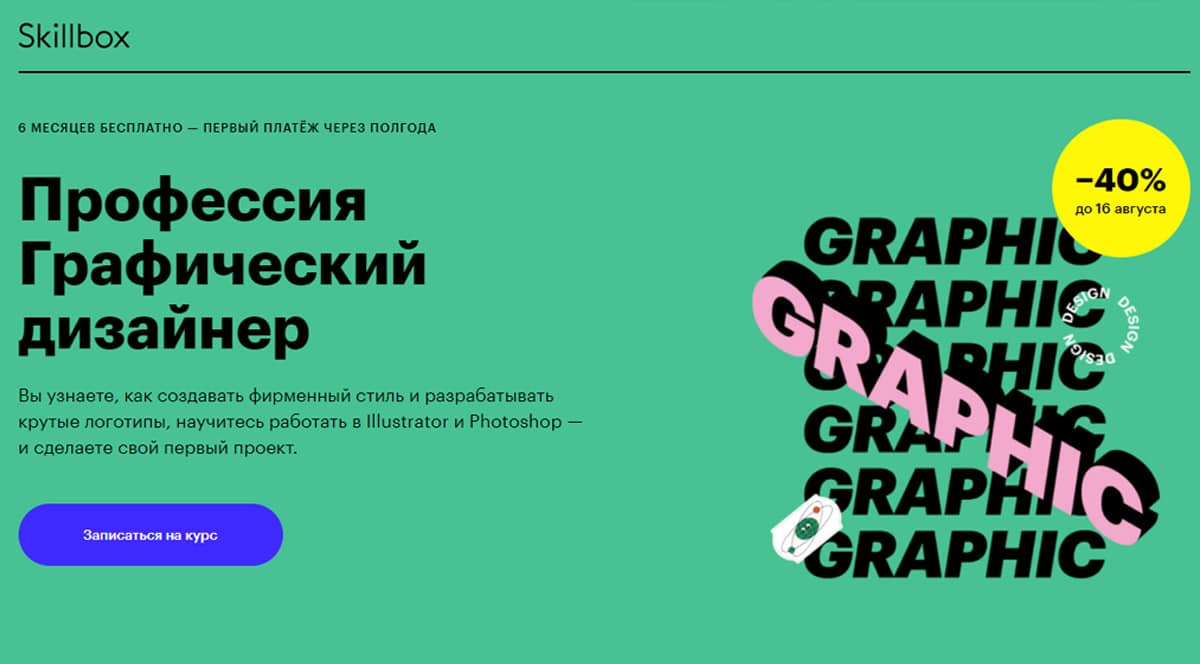 Skillbox
6 МЕСЯЦЕВ БЕСПЛАТНО — ПЕРВЫЙ ПЛАТЁЖ ЧЕРЕЗ ПОЛГОДА
Профессия
Графический
дизайнер
Вы узнаете, как создавать фирменный стиль и разрабатывать
крутые логотипы, научитесь работать в Illustrator и Photoshop —
и сделаете свой первый проект.
Записаться на курс
−40%
до 16 августа
GRAPHIC
GRAPHIC
GRAPHIC
GRAPHIC
GRAPHIC
GRAPHIC
GRAPHIC
DESIGN DESIGN DESIGN